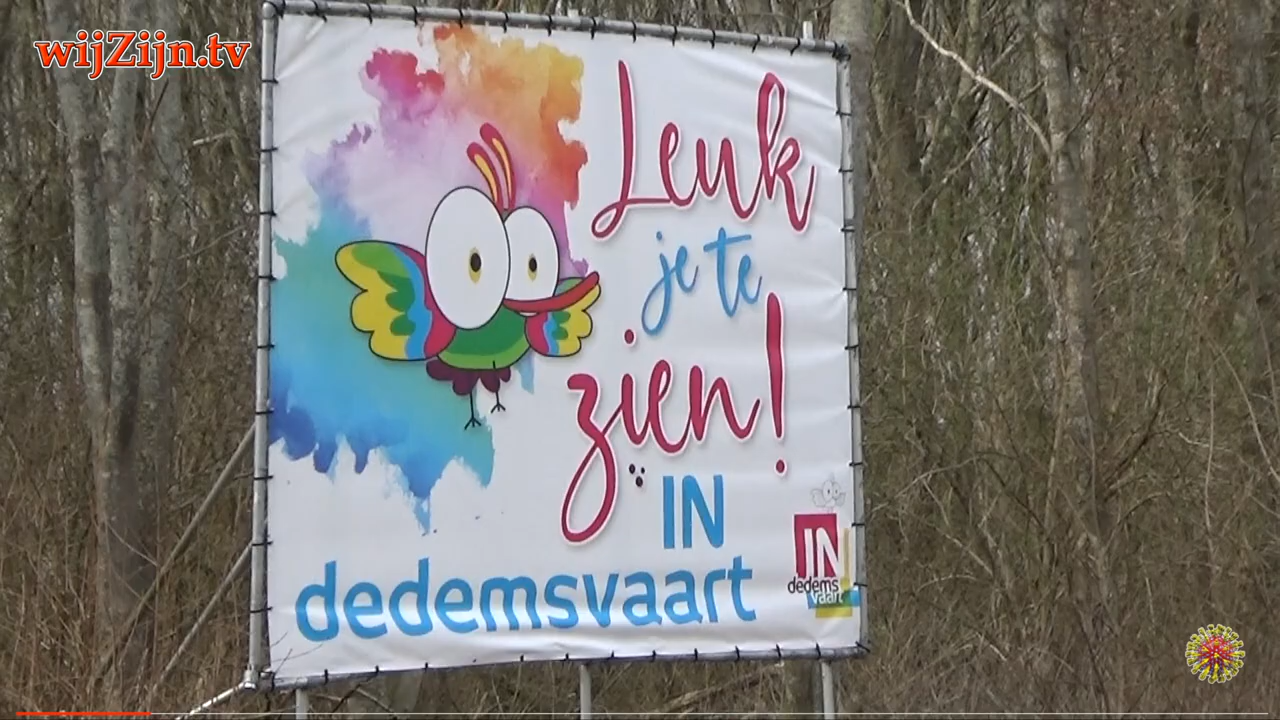 wijZijn.tv
Leuk
je te
zien!
IN
dedemsvaart
IN
dedems
vaart